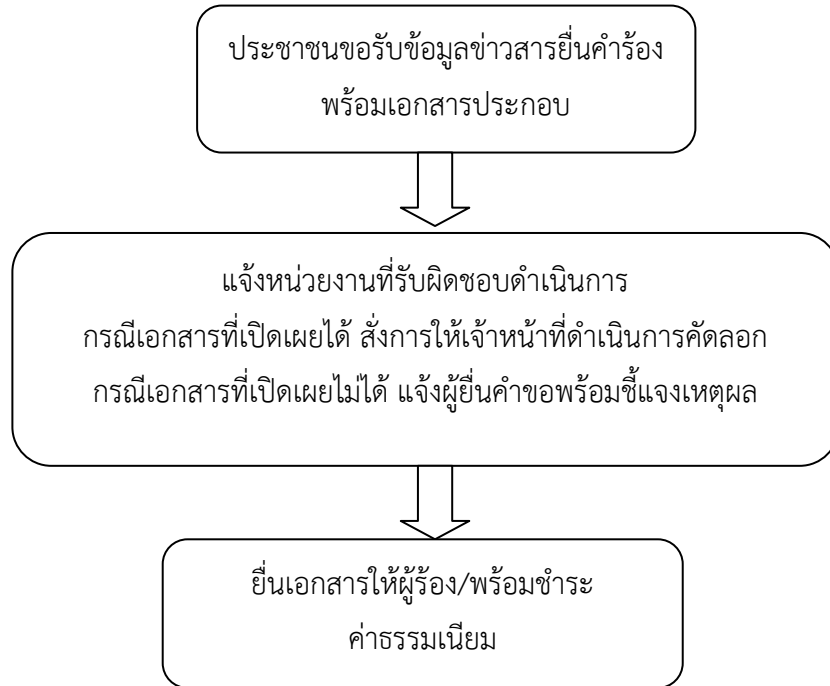 ประชาชนขอรับข้อมูลข่าวสารยื่นคำร้อง
พร้อมเอกสารประกอบ
แจ้งหน่วยงานที่รับผิดชอบดำเนินการ
กรณีเอกสารที่เปิดเผยได้ สั่งการให้เจ้าหน้าที่ดำเนินการคัดลอก
กรณีเอกสารที่เปิดเผยไม่ได้ แจ้งผู้ยื่นคำขอพร้อมชี้แจงเหตุผล
ยื่นเอกสารให้ผู้ร้อง/พร้อมชำระ
ค่าธรรมเนียม